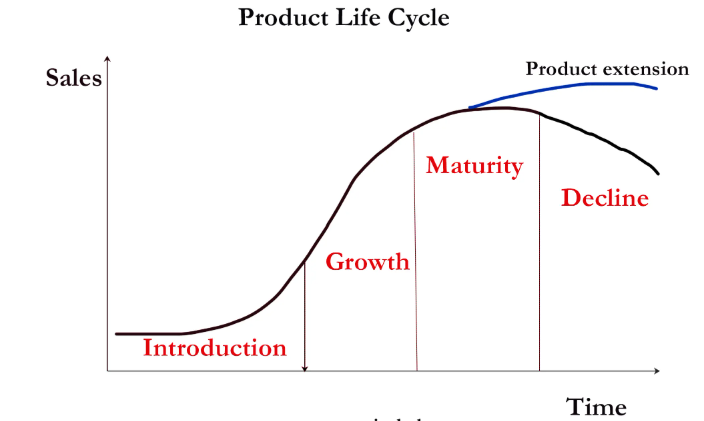 Product Life Cycle
Sales
Product extension
Maturity
Decline
Growth
Introduction
Time